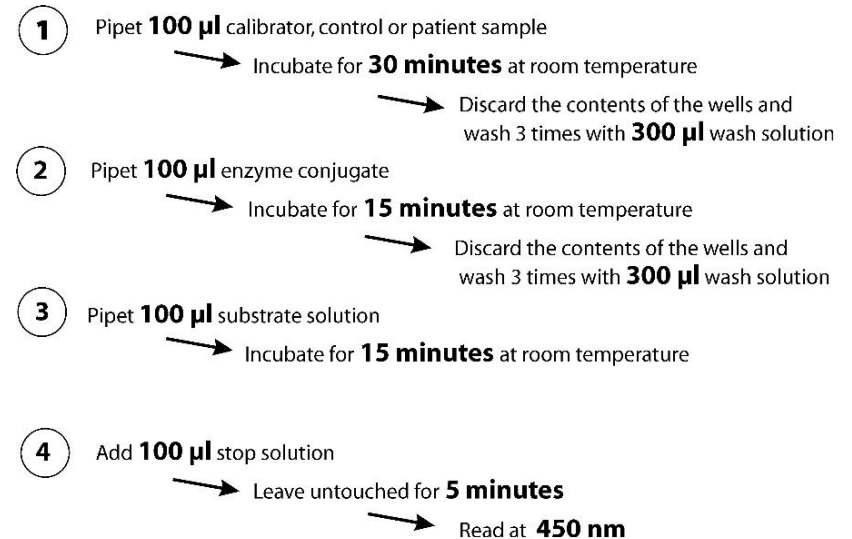 1 Pipet 100 µl calibrator, control or patient sample
Incubate for 30 minutes at room temperature
Discard the contents of the wells and
wash 3 times with 300 µl wash solution
2 Pipet 100 µl enzyme conjugate
Incubate for 15 minutes at room temperature
Discard the contents of the wells and
wash 3 times with 300 µl wash solution
3 Pipet 100 µl substrate solution
Incubate for 15 minutes at room temperature
4 Add 100 µl stop solution
Leave untouched for 5 minutes
Read at 450 nm